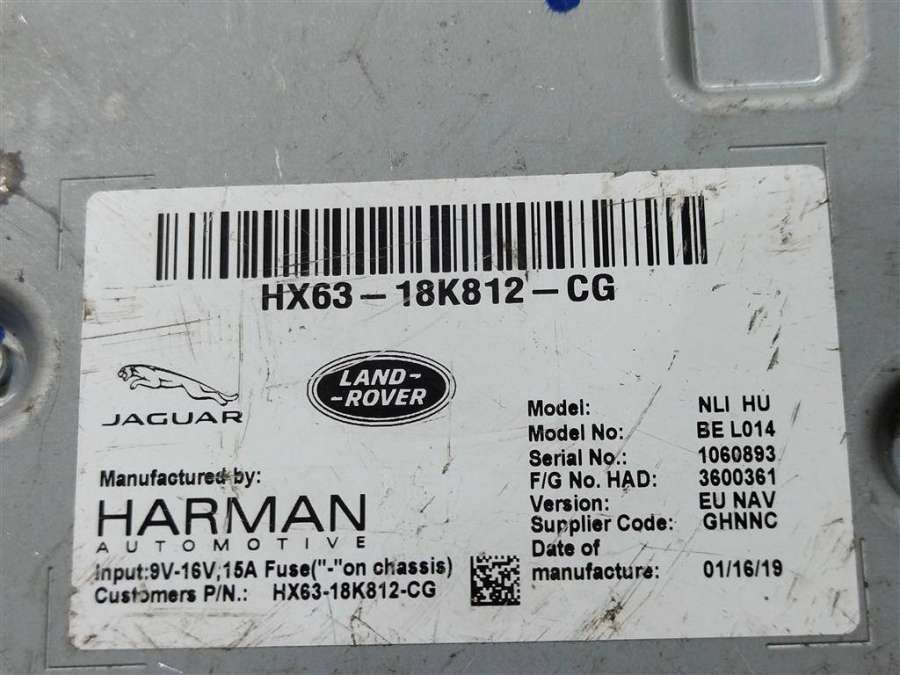 HX63-18K812-CG
JAGUAR
LAND-
-ROVER
Manufactured by:
HARMAN
AUTOMOTIVE
Input:9V-16V,15A Fuse("-"on chassis)
Customers P/N.: HX63-18K812-CG
Model: NLI HU
Model No: BE L014
Serial No.: 1060893
F/G No. HAD: 3600361
Version: EU NAV
Supplier Code: GHNNC
Date of
manufacture: 01/16/19